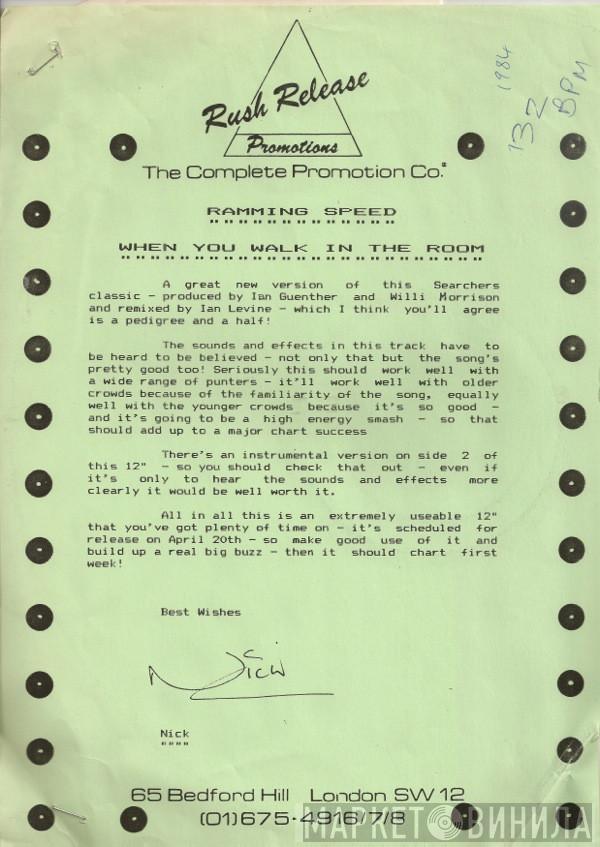 Rush Release
Promotions
The Complete Promotion Co.
1984
132
BPM
RAMMING SPEED
WHEN YOU WALK IN THE ROOM
A great new version of this Searchers
classic - produced by Ian Guenther and Willi Morrison
and remixed by Ian Levine - which I think you'll agree
is a pedigree and a half!
The sounds and effects in this track have to
be heard to be believed - not only that but the song's
pretty good too! Seriously this should work well with
a wide range of punters - it'll work well with older
crowds because of the familiarity of the song, equally
well with the younger crowds because it's so good -
and it's going to be a high energy smash - so that
should add up to a major chart success
There's an instrumental version on side 2 of
this 12" - so you should check that out - even if
it's only to hear the sounds and effects more
clearly it would be well worth it.
All in all this is an extremely useable 12"
that you've got plenty of time on - it's scheduled for
release on April 20th - so make good use of it and
build up a real big buzz - then it should chart first
week!
Best Wishes
Nick
Nick
65 Bedford Hill London SW12
(01) 675·4916/7/8
МАРКЕТ ВИНИЛА